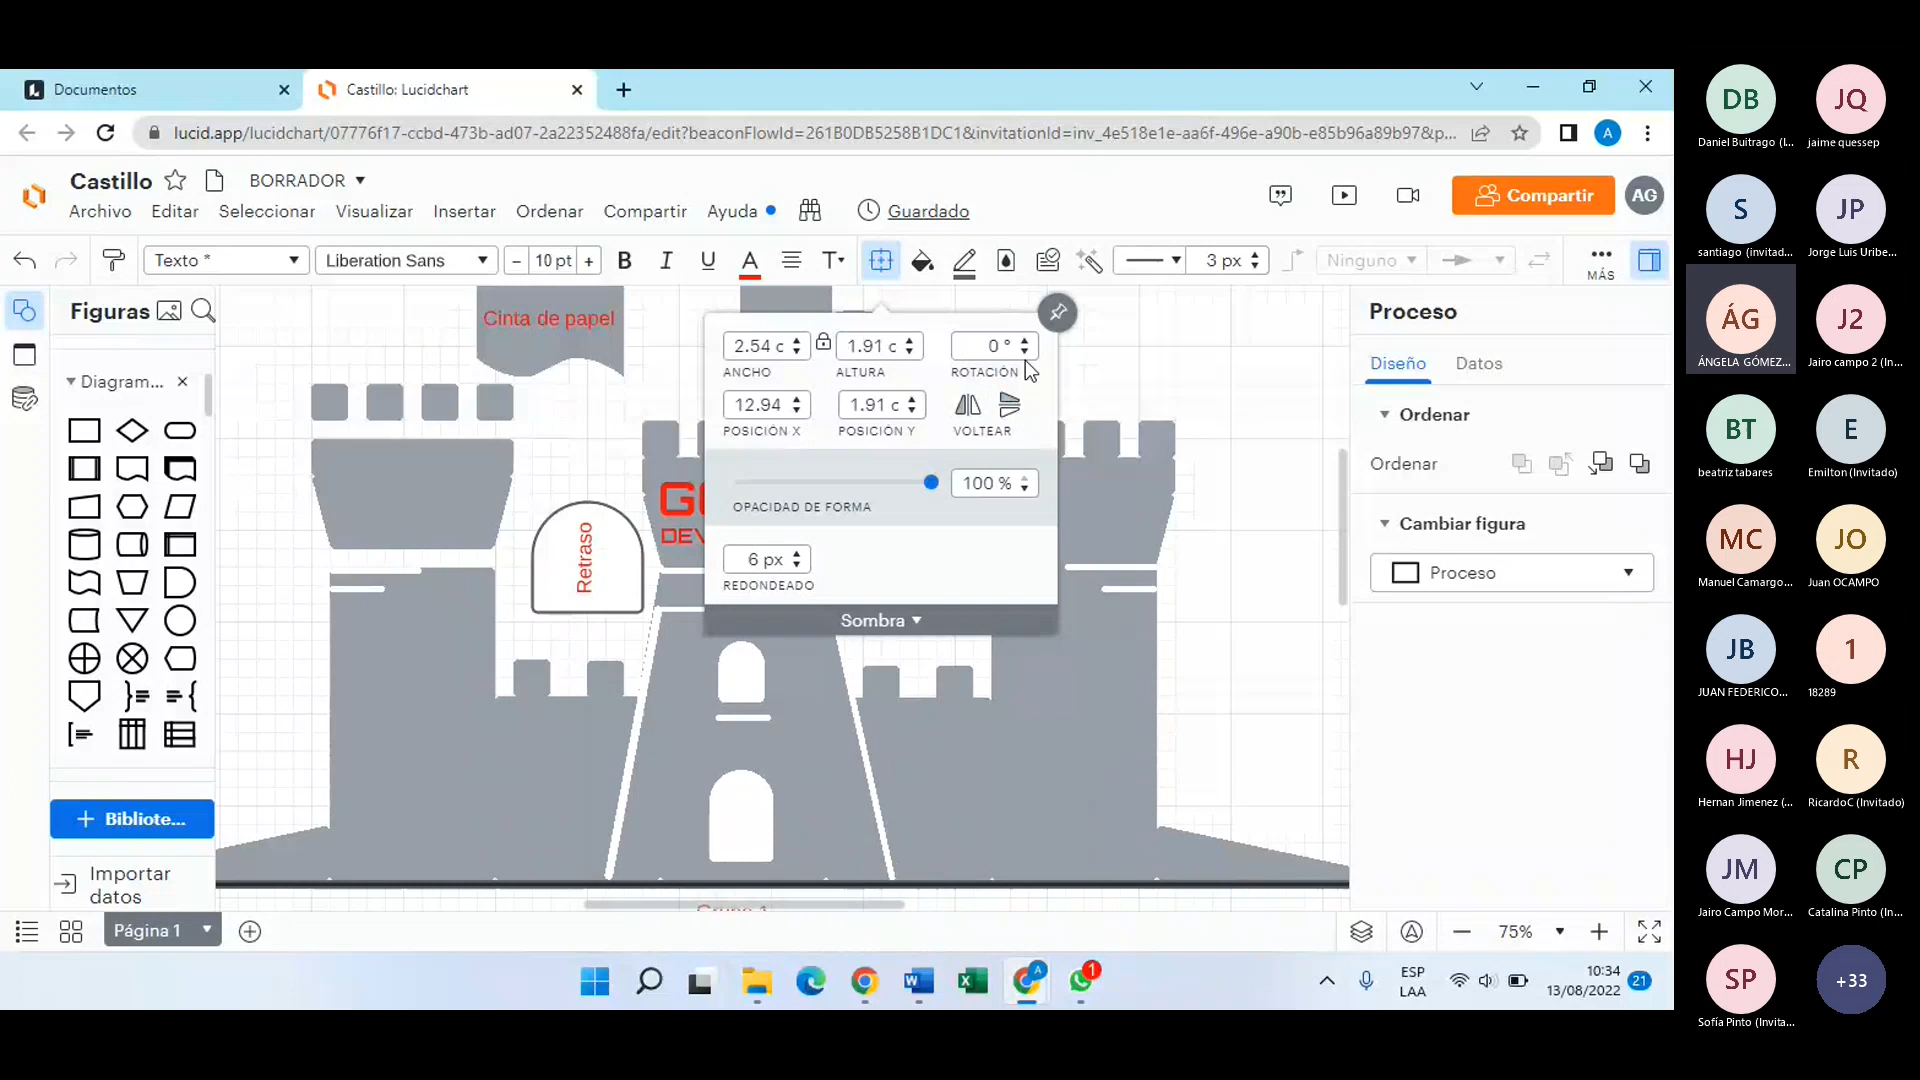 Documentos
Castillo: Lucidchart
lucid.app/lucidchart/07776f17-ccbd-473b-ad07-2a22352488fa/edit?beaconFlowId=261B0DB5258B1DC1&invitationId=inv_4e518e1e-aa6f-496e-a90b-e85b96a89b97&p...
A
Castillo
BORRADOR
Archivo Editar Seleccionar Visualizar Insertar Ordenar Compartir Ayuda
Guardado
Compartir
AG
Texto *
Liberation Sans
− 10 pt +
B I U A T
3 px
Ninguno
MÁS
Figuras
Diagram...
Bibliote...
Importar
datos
Cinta de papel
Retraso
DEV
2.54 c
1.91 c
0 °
ANCHO
ALTURA
ROTACIÓN
12.94
1.91 c
POSICIÓN X
POSICIÓN Y
VOLTEAR
100 %
OPACIDAD DE FORMA
6 px
REDONDEADO
Sombra
Proceso
Diseño
Datos
Ordenar
Ordenar
Cambiar figura
Proceso
Página 1
75%
A
1
ESP
LAA
10:34
13/08/2022
21
DB
Daniel Buitrago (I...
JQ
jaime quessep
S
santiago (invitad...
JP
Jorge Luis Uribe...
ÁG
ÁNGELA GÓMEZ...
J2
Jairo campo 2 (In...
BT
beatriz tabares
E
Emilton (Invitado)
MC
Manuel Camargo...
JO
Juan OCAMPO
JB
JUAN FEDERICO...
1
18289
HJ
Hernan Jimenez (...
R
RicardoC (Invitado)
JM
Jairo Campo Mor...
CP
Catalina Pinto (In...
SP
Sofía Pinto (Invita...
+33